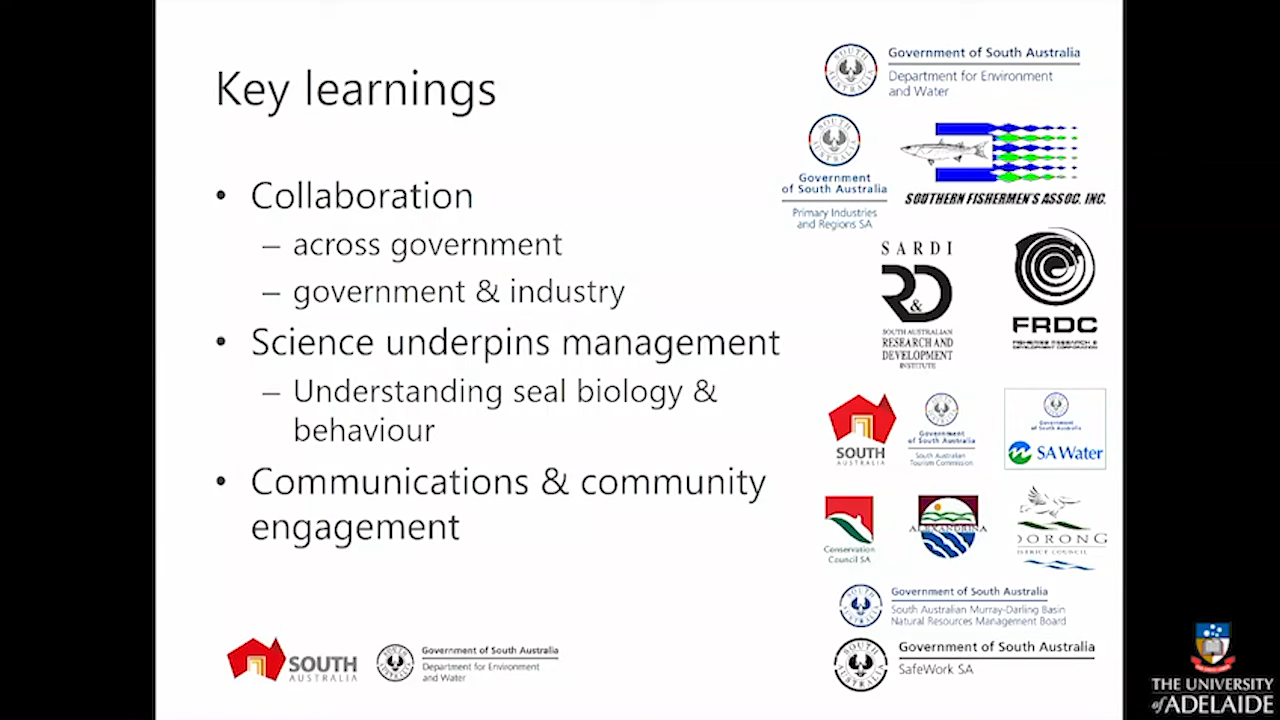 Key learnings
• Collaboration
– across government
– government & industry
• Science underpins management
– Understanding seal biology &
behaviour
• Communications & community
engagement
Government of South Australia
Department for Environment
and Water
Government
of South Australia
Primary Industries
and Regions SA
SOUTHERN FISHERMEN'S ASSOC. INC.
SARDI
R&D
SOUTH AUSTRALIAN
RESEARCH AND
DEVELOPMENT
INSTITUTE
FRDC
FISHERIES RESEARCH &
DEVELOPMENT CORPORATION
SOUTH
AUSTRALIA
Government
of South Australia
South Australian
Tourism Commission
Government
of South Australia
SA Water
Conservation
Council SA
ALEXANDRINA
OORONG
DISTRICT COUNCIL
Government of South Australia
South Australian Murray-Darling Basin
Natural Resources Management Board
Government of South Australia
SafeWork SA
SOUTH
AUSTRALIA
Government of South Australia
Department for Environment
and Water
THE UNIVERSITY
of ADELAIDE